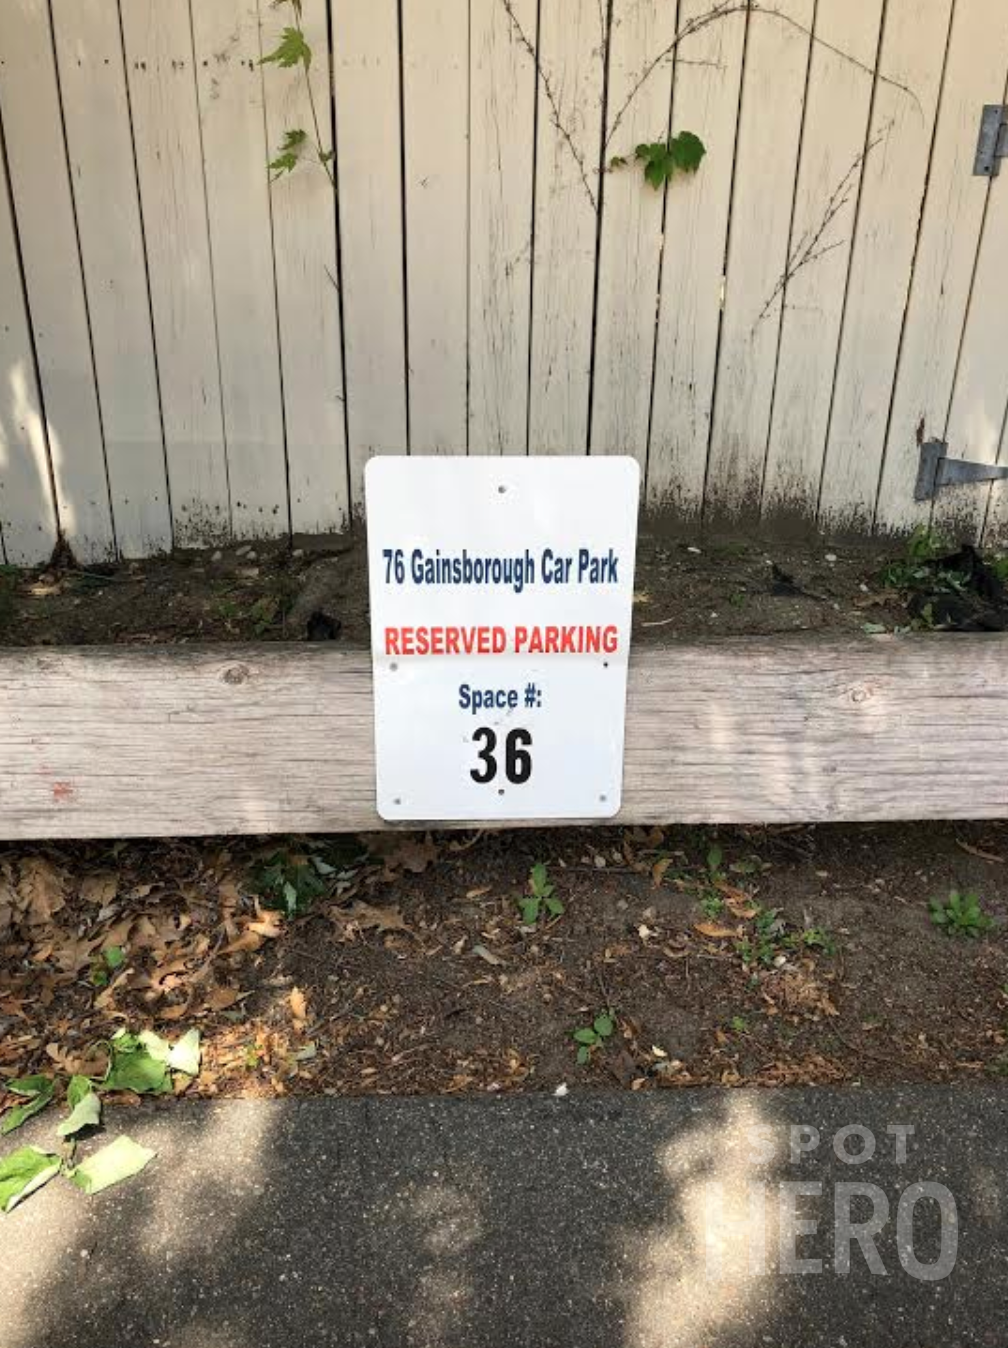 76 Gainsborough Car Park
RESERVED PARKING
Space #:
36
SPOT
HERO